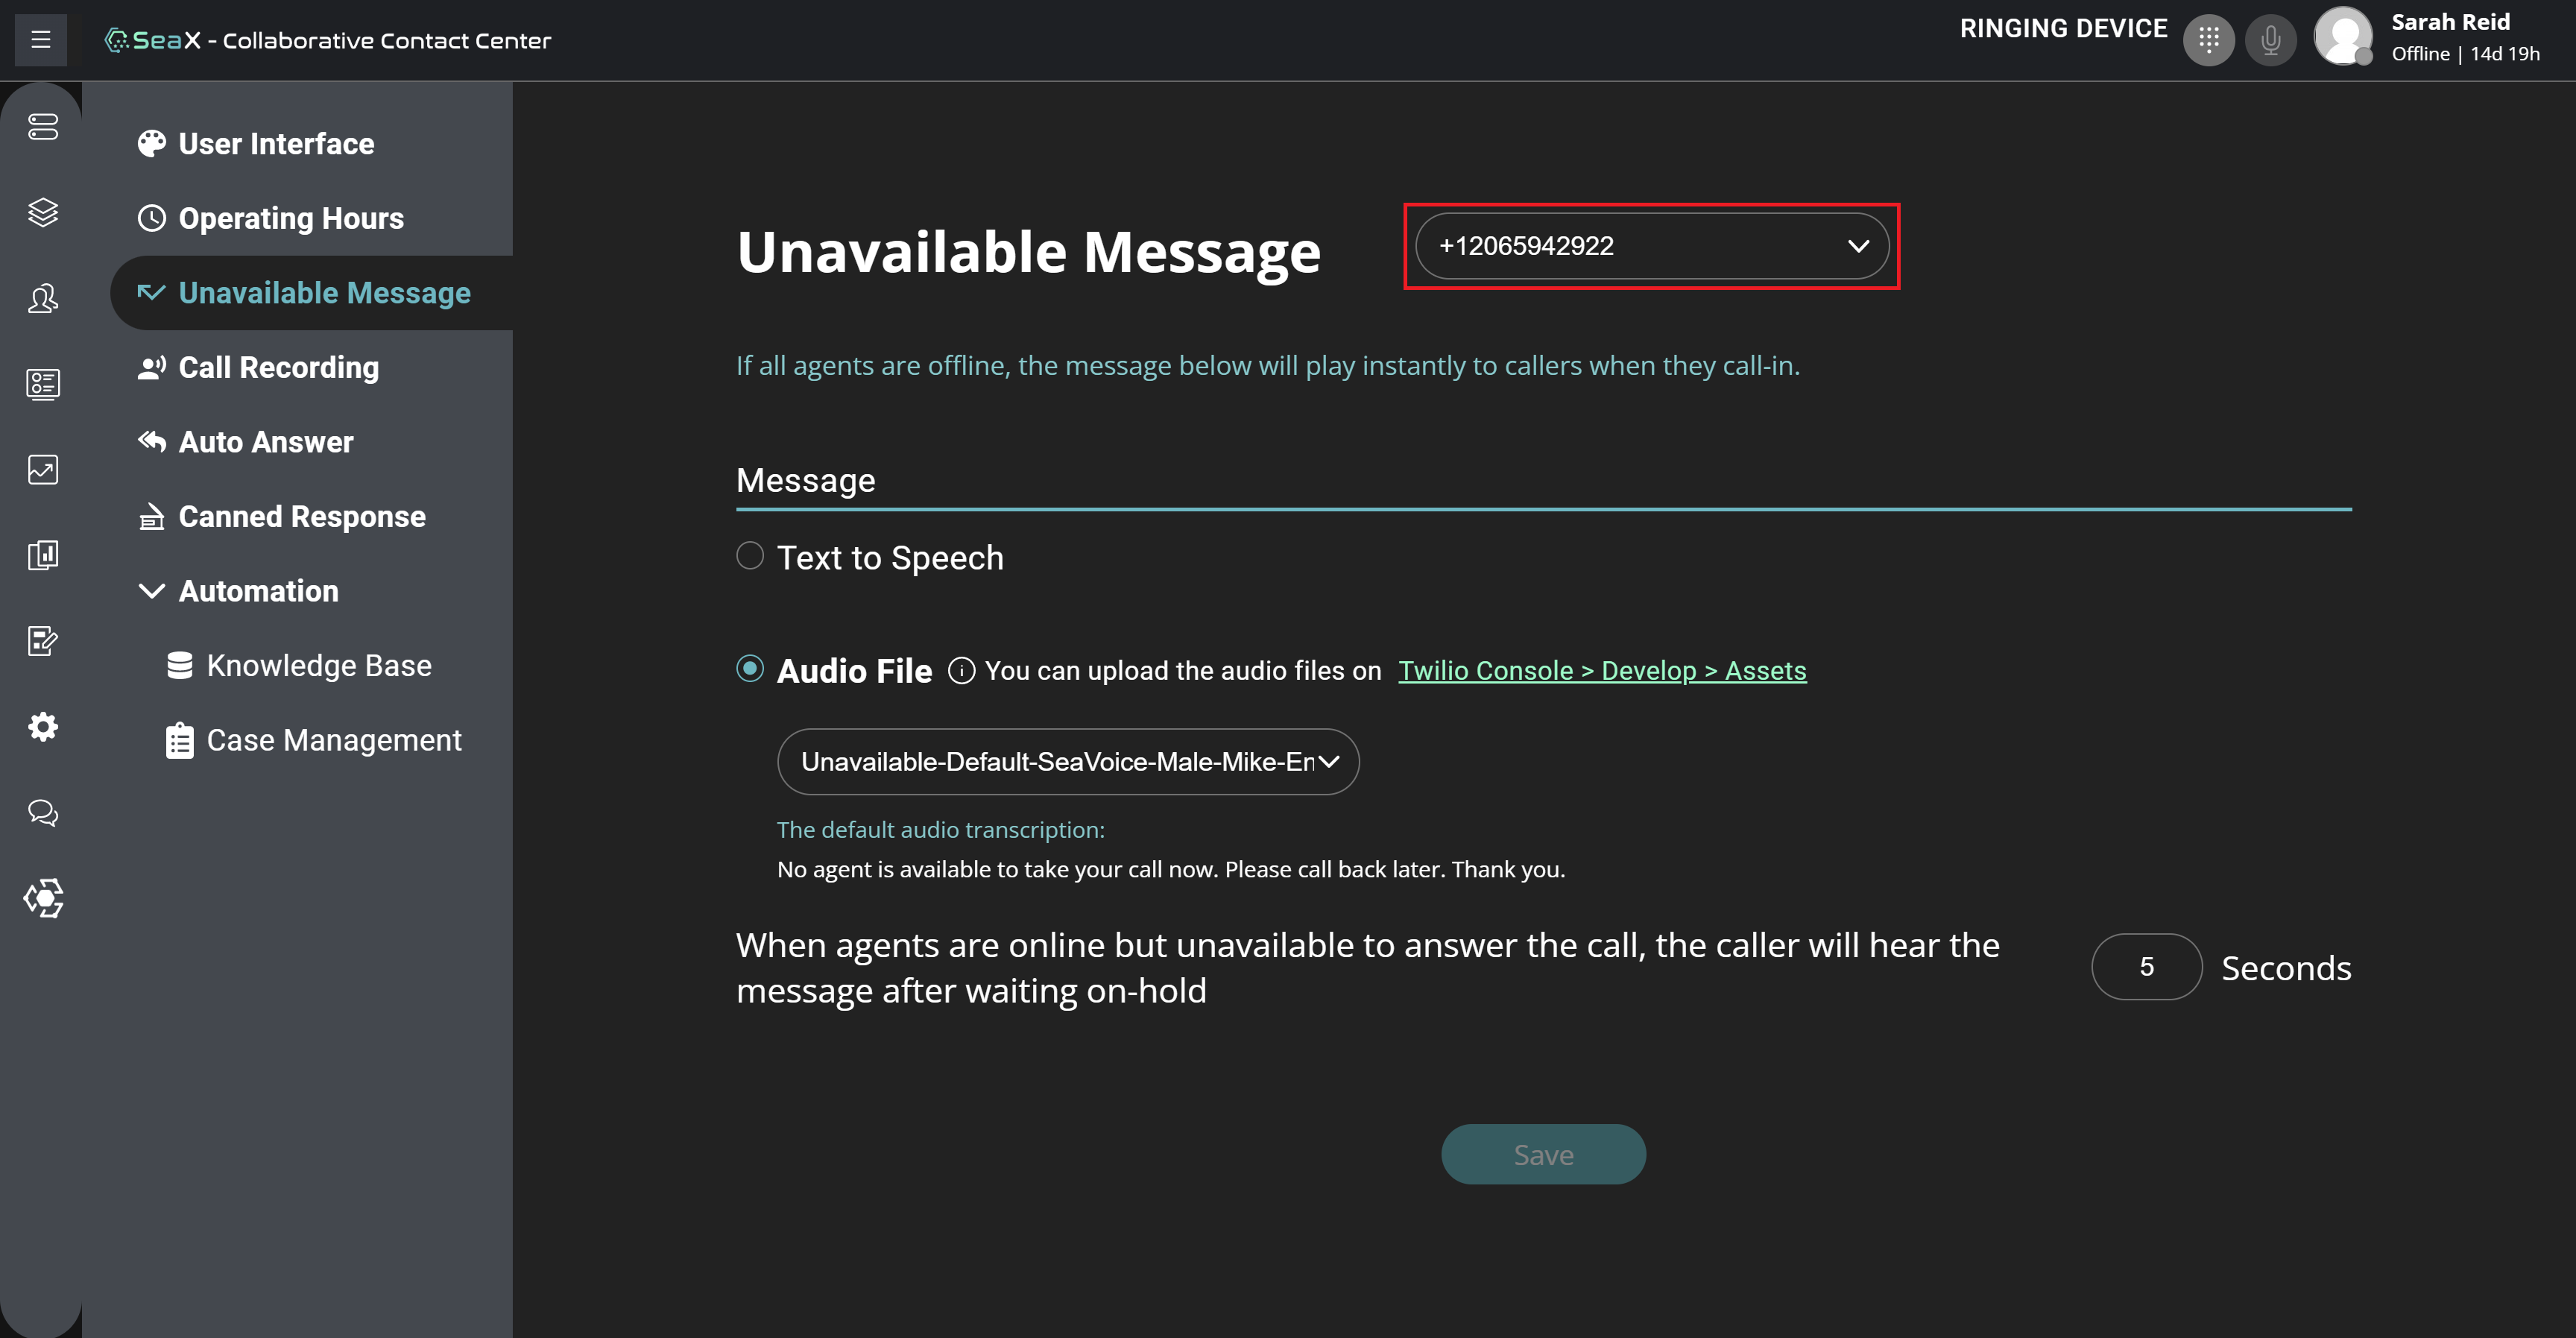 SeaX - Collaborative Contact Center
RINGING DEVICE
Sarah Reid
Offline | 14d 19h
User Interface
Operating Hours
Unavailable Message
Call Recording
Auto Answer
Canned Response
Automation
Knowledge Base
Case Management
Unavailable Message
+12065942922
If all agents are offline, the message below will play instantly to callers when they call-in.
Message
Text to Speech
Audio File You can upload the audio files on Twilio Console > Develop > Assets
Unavailable-Default-SeaVoice-Male-Mike-En
The default audio transcription:
No agent is available to take your call now. Please call back later. Thank you.
When agents are online but unavailable to answer the call, the caller will hear the
message after waiting on-hold
5 Seconds
Save